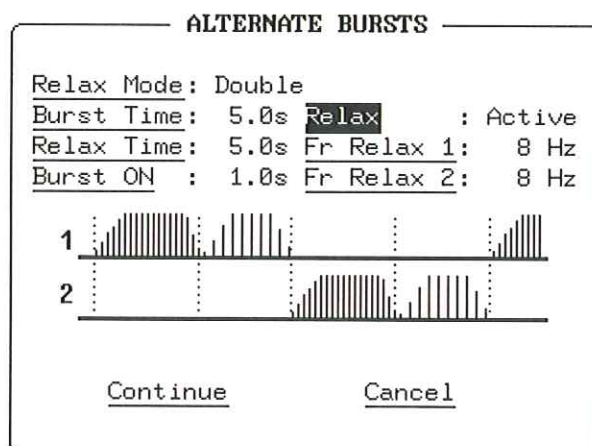 ALTERNATE BURSTS
Relax Mode: Double
Burst Time: 5.0s Relax : Active
Relax Time: 5.0s Fr Relax 1: 8 Hz
Burst ON : 1.0s Fr Relax 2: 8 Hz
1
2
Continue Cancel